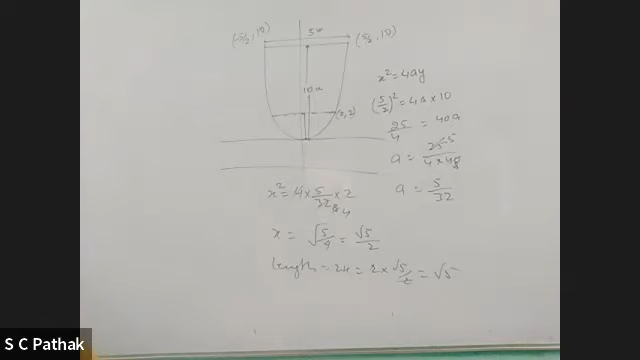 (-5/2, 10)
5m
(5/2, 10)
10m
(x, 2)
x² = 4ay
(5/2)² = 4a × 10
25/4 = 40a
a = 25 5 / 4 × 40 8
a = 5/32
x² = 4 × 5/32 × 2
x = √5/4 = √5/2
length = 2x = 2 × √5/2 = √5
S C Pathak